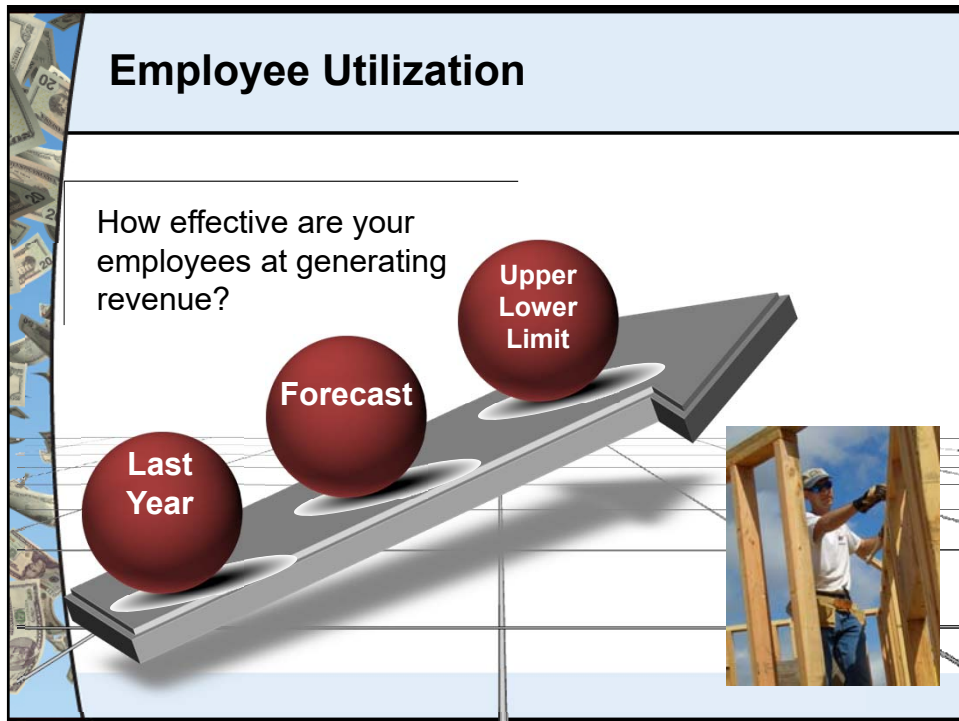 Employee Utilization
How effective are your
employees at generating
revenue?
Upper
Lower
Limit
Forecast
Last
Year